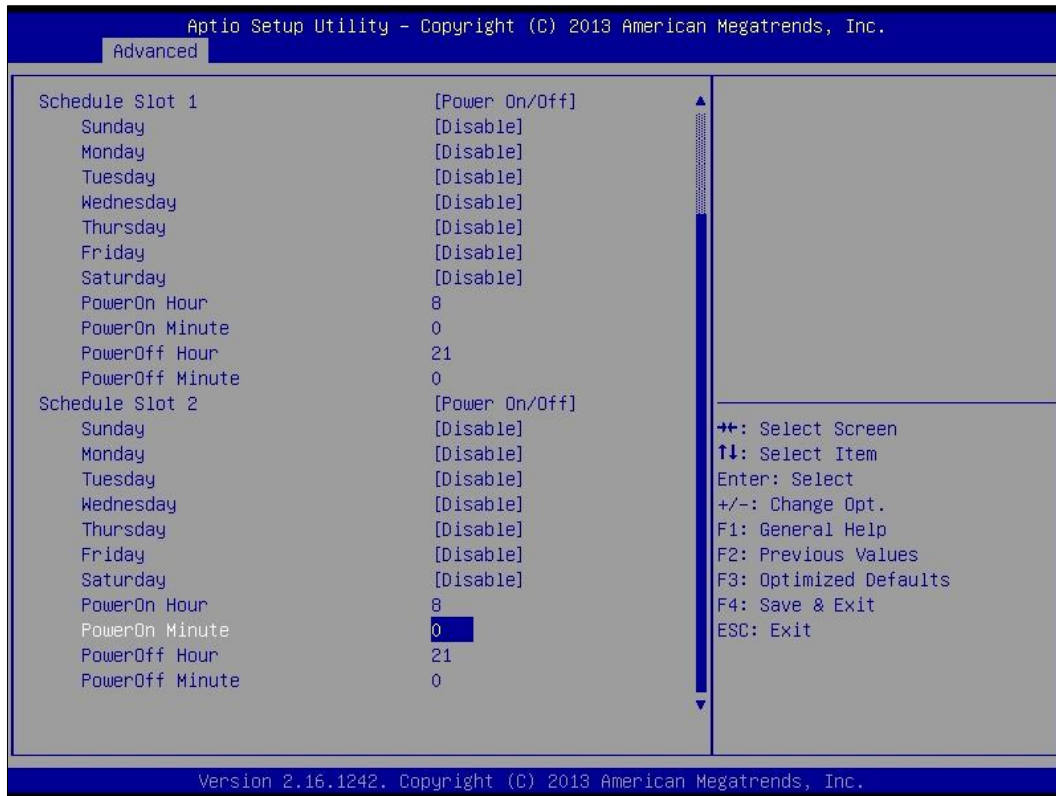 Aptio Setup Utility – Copyright (C) 2013 American Megatrends, Inc.
Advanced
Schedule Slot 1 [Power On/Off]
Sunday [Disable]
Monday [Disable]
Tuesday [Disable]
Wednesday [Disable]
Thursday [Disable]
Friday [Disable]
Saturday [Disable]
PowerOn Hour 8
PowerOn Minute 0
PowerOff Hour 21
PowerOff Minute 0
Schedule Slot 2 [Power On/Off]
Sunday [Disable]
Monday [Disable]
Tuesday [Disable]
Wednesday [Disable]
Thursday [Disable]
Friday [Disable]
Saturday [Disable]
PowerOn Hour 8
PowerOn Minute 0
PowerOff Hour 21
PowerOff Minute 0
→←: Select Screen
↑↓: Select Item
Enter: Select
+/-: Change Opt.
F1: General Help
F2: Previous Values
F3: Optimized Defaults
F4: Save & Exit
ESC: Exit
Version 2.16.1242. Copyright (C) 2013 American Megatrends, Inc.